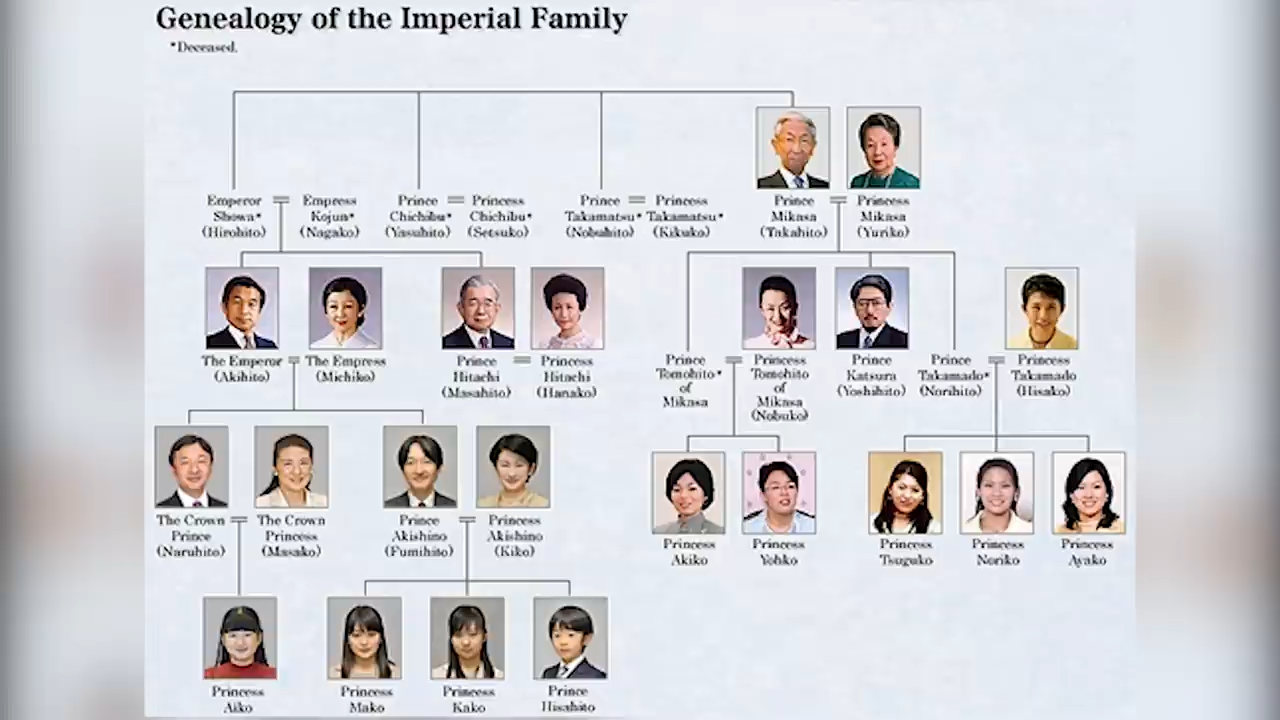 Genealogy of the Imperial Family
*Deceased.
Emperor Showa* (Hirohito)
Empress Kojun* (Nagako)
Prince Chichibu* (Yasuhito)
Princess Chichibu* (Setsuko)
Prince Takamatsu* (Nobuhito)
Princess Takamatsu* (Kikuko)
Prince Mikasa (Takahito)
Princess Mikasa (Yuriko)
The Emperor (Akihito)
The Empress (Michiko)
Prince Hitachi (Masahito)
Princess Hitachi (Hanako)
Prince Tomohito* of Mikasa
Princess Tomohito of Mikasa (Nobuko)
Prince Katsura (Yoshihito)
Prince Takamado* (Norihito)
Princess Takamado (Hisako)
The Crown Prince (Naruhito)
The Crown Princess (Masako)
Prince Akishino (Fumihito)
Princess Akishino (Kiko)
Princess Akiko
Princess Yohko
Princess Tsuguko
Princess Noriko
Princess Ayako
Princess Aiko
Princess Mako
Princess Kako
Prince Hisahito